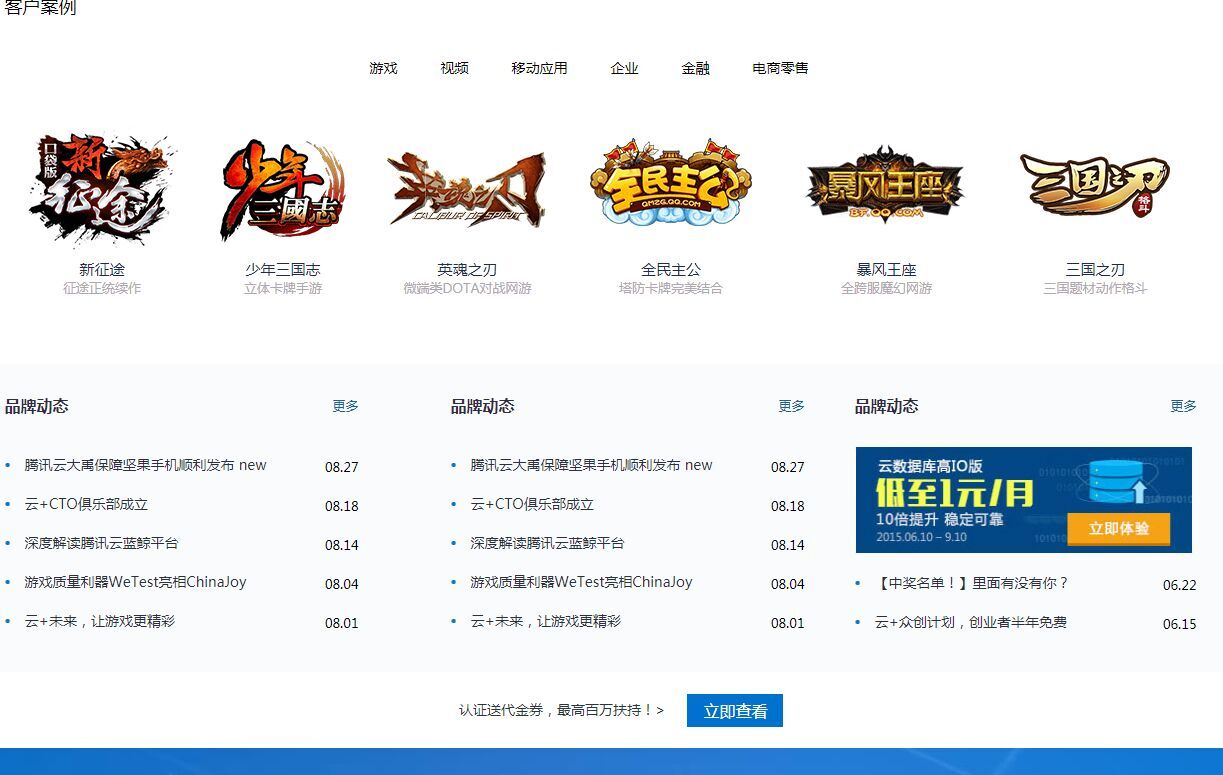 客户案例
游戏 视频 移动应用 企业 金融 电商零售
口袋版 新征途
少年三國志
英魂之刃 CALIBUR OF SPIRIT
全民主公 QMZG.QQ.COM
暴风王座 BF.QQ.COM
三国之刃 格斗
新征途 少年三国志 英魂之刃 全民主公 暴风王座 三国之刃
征途正统续作 立体卡牌手游 微端类DOTA对战网游 塔防卡牌完美结合 全跨服魔幻网游 三国题材动作格斗
品牌动态 更多
腾讯云大禹保障坚果手机顺利发布 new 08.27
云+CTO俱乐部成立 08.18
深度解读腾讯云蓝鲸平台 08.14
游戏质量利器WeTest亮相ChinaJoy 08.04
云+未来，让游戏更精彩 08.01
品牌动态 更多
腾讯云大禹保障坚果手机顺利发布 new 08.27
云+CTO俱乐部成立 08.18
深度解读腾讯云蓝鲸平台 08.14
游戏质量利器WeTest亮相ChinaJoy 08.04
云+未来，让游戏更精彩 08.01
品牌动态 更多
云数据库高IO版
低至1元/月
10倍提升 稳定可靠
立即体验
2015.06.10 – 9.10
【中奖名单！】里面有没有你？ 06.22
云+众创计划，创业者半年免费 06.15
认证送代金券，最高百万扶持！> 立即查看